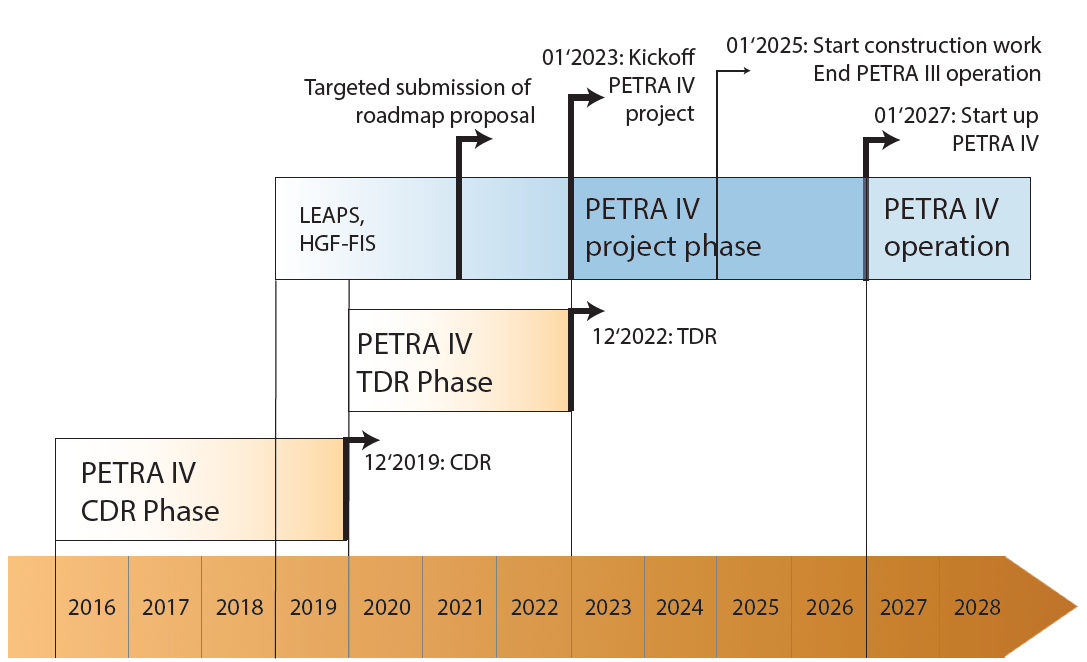 01‘2025: Start construction work
End PETRA III operation
01‘2023: Kickoff
PETRA IV
project
Targeted submission of
roadmap proposal
01‘2027: Start up
PETRA IV
LEAPS,
HGF-FIS
PETRA IV
project phase
PETRA IV
operation
PETRA IV
TDR Phase
12‘2022: TDR
PETRA IV
CDR Phase
12‘2019: CDR
2016 2017 2018 2019 2020 2021 2022 2023 2024 2025 2026 2027 2028